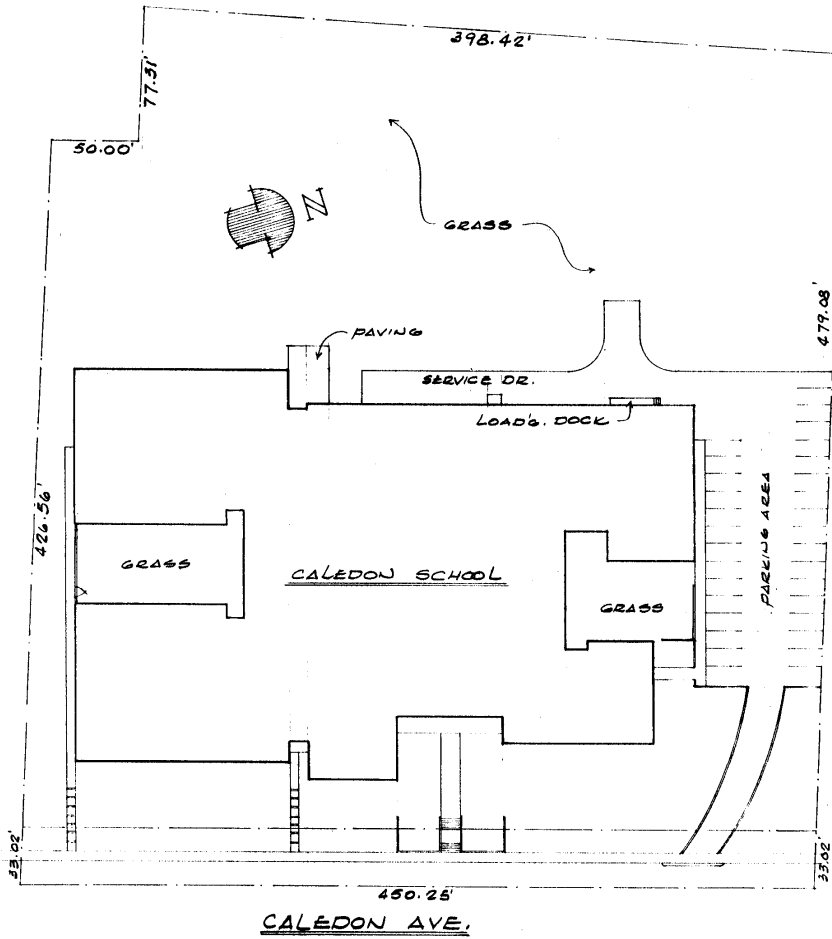 398.42'
77.31'
50.00'
N
GRASS
479.08'
PAVING
SERVICE DR.
LOAD'G. DOCK
426.56'
PARKING AREA
GRASS
CALEDON SCHOOL
GRASS
33.02'
33.02'
450.25'
CALEDON AVE.